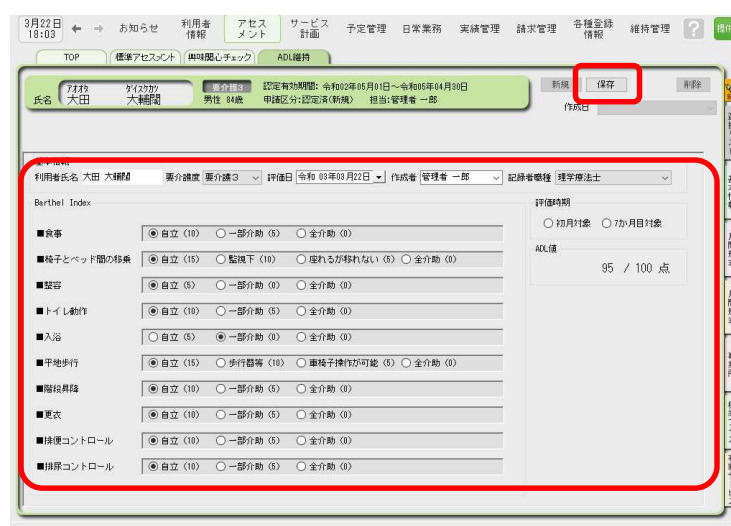 3月22日 ← → お知らせ 利用者情報 アセスメント サービス計画 予定管理 日常業務 実績管理 請求管理 各種登録情報 維持管理 ?
18:03
TOP 標準アセスメント 興味関心チェック ADL維持
アオオタ ダイスケカツ 要介護3 認定有効期間: 令和02年05月01日~令和05年04月30日 新規 保存 削除
氏名 大田 大輔闊 男性 84歳 申請区分:認定済(新規) 担当:管理者 一郎 作成日
基本情報
利用者氏名 大田 大輔闊 要介護度 要介護3 評価日 令和 03年03月22日 作成者 管理者 一郎 記録者職種 理学療法士
Barthel Index 評価時期
■食事 自立 (10) 一部介助 (5) 全介助 (0) 初月対象 7か月目対象
■椅子とベッド間の移乗 自立 (15) 監視下 (10) 座れるが移れない (5) 全介助 (0) ADL値
95 / 100 点
■整容 自立 (5) 一部介助 (0) 全介助 (0)
■トイレ動作 自立 (10) 一部介助 (5) 全介助 (0)
■入浴 自立 (5) 一部介助 (0) 全介助 (0)
■平地歩行 自立 (15) 歩行器等 (10) 車椅子操作が可能 (5) 全介助 (0)
■階段昇降 自立 (10) 一部介助 (5) 全介助 (0)
■更衣 自立 (10) 一部介助 (5) 全介助 (0)
■排便コントロール 自立 (10) 一部介助 (5) 全介助 (0)
■排尿コントロール 自立 (10) 一部介助 (5) 全介助 (0)